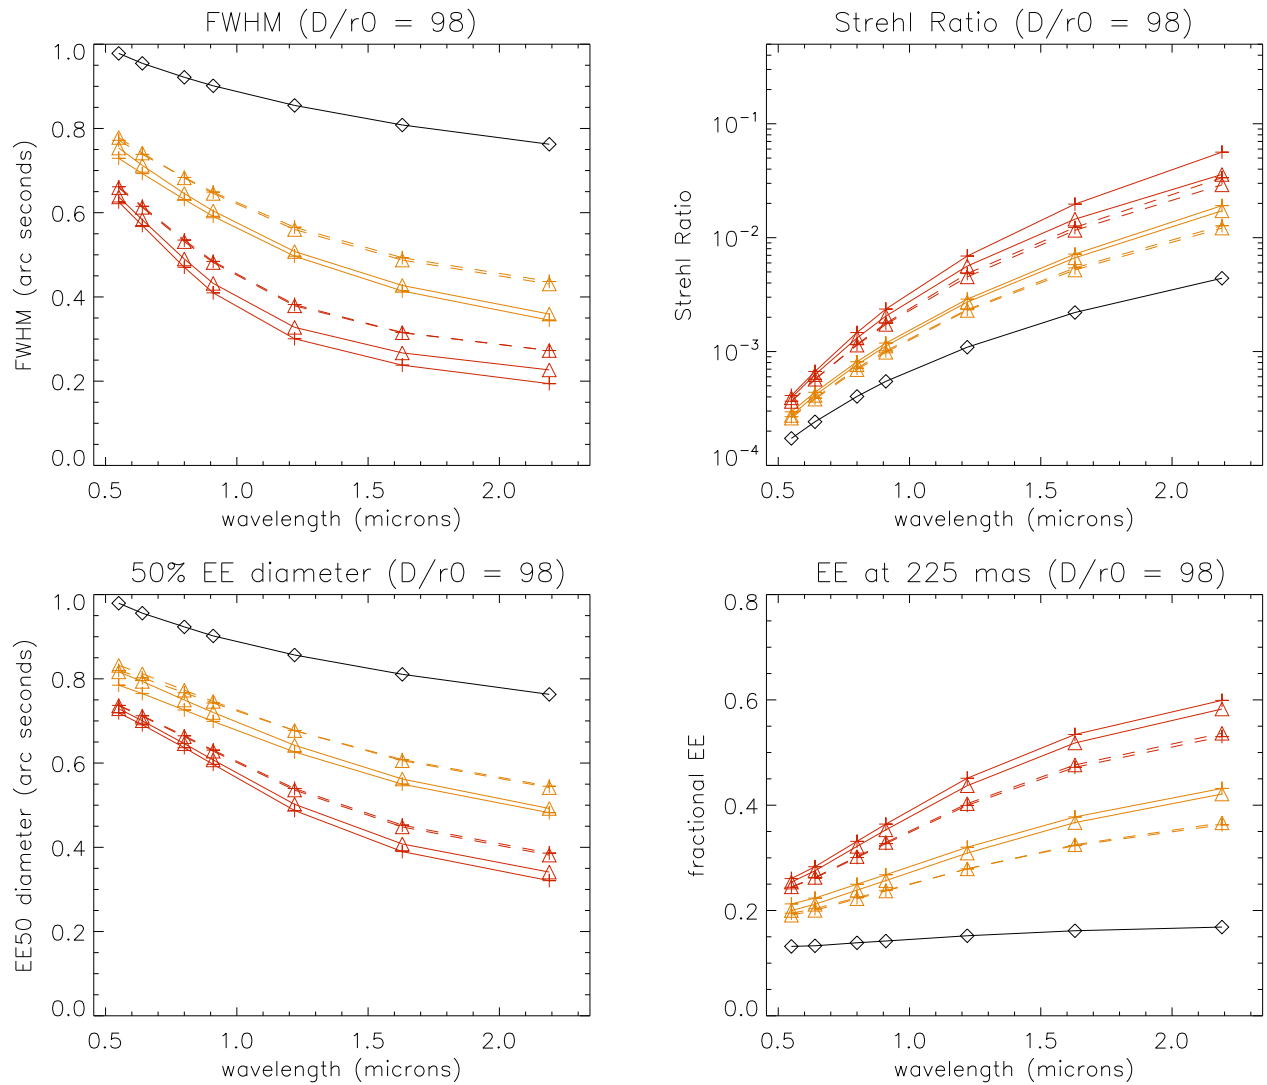 FWHM (D/r0 = 98)
1.0
0.8
0.6
0.4
0.2
0.0
FWHM (arc seconds)
0.5 1.0 1.5 2.0
wavelength (microns)
Strehl Ratio (D/r0 = 98)
10⁻¹
10⁻²
10⁻³
10⁻⁴
Strehl Ratio
0.5 1.0 1.5 2.0
wavelength (microns)
50% EE diameter (D/r0 = 98)
1.0
0.8
0.6
0.4
0.2
0.0
EE50 diameter (arc seconds)
0.5 1.0 1.5 2.0
wavelength (microns)
EE at 225 mas (D/r0 = 98)
0.8
0.6
0.4
0.2
0.0
fractional EE
0.5 1.0 1.5 2.0
wavelength (microns)